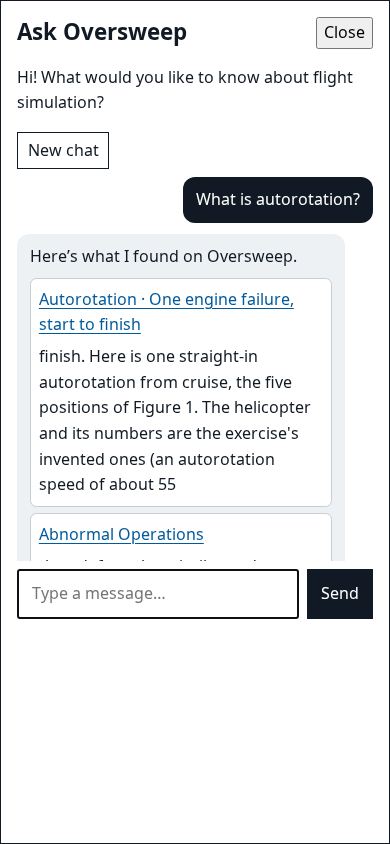 Ask Oversweep
Close
Hi! What would you like to know about flight
simulation?
New chat
What is autorotation?
Here’s what I found on Oversweep.
Autorotation · One engine failure,
start to finish
finish. Here is one straight-in
autorotation from cruise, the five
positions of Figure 1. The helicopter
and its numbers are the exercise's
invented ones (an autorotation
speed of about 55
Abnormal Operations
Type a message...
Send